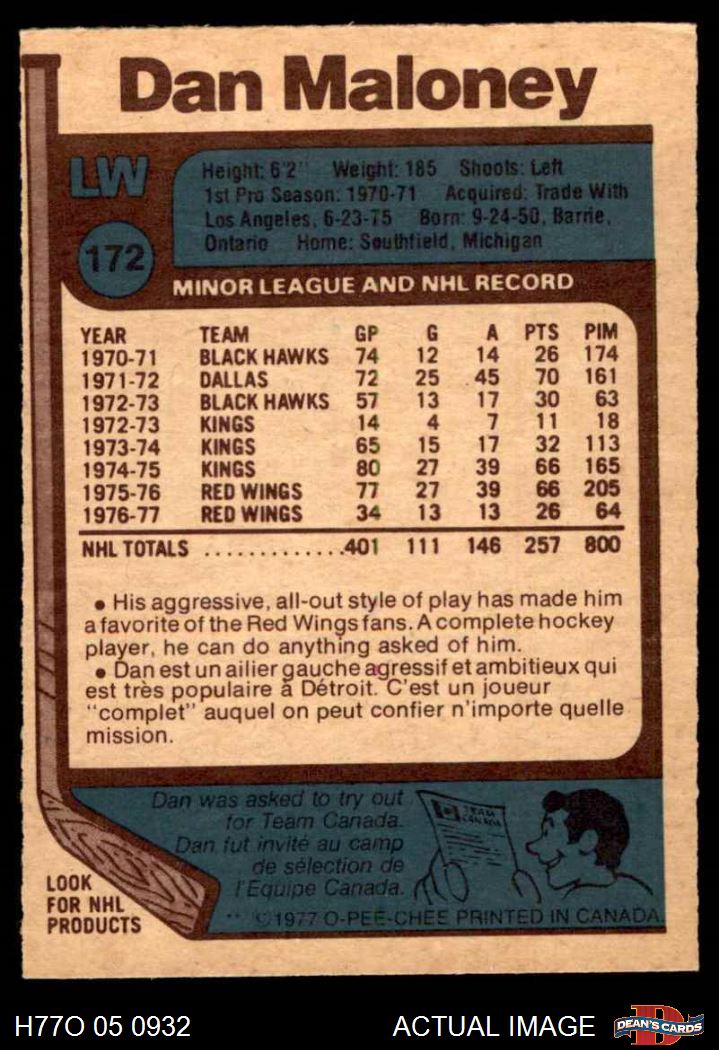 Dan Maloney
LW
172
Height: 6'2" Weight: 185 Shoots: Left
1st Pro Season: 1970-71 Acquired: Trade With
Los Angeles, 6-23-75 Born: 9-24-50, Barrie,
Ontario Home: Southfield, Michigan
MINOR LEAGUE AND NHL RECORD
YEAR TEAM GP G A PTS PIM
1970-71 BLACK HAWKS 74 12 14 26 174
1971-72 DALLAS 72 25 45 70 161
1972-73 BLACK HAWKS 57 13 17 30 63
1972-73 KINGS 14 4 7 11 18
1973-74 KINGS 65 15 17 32 113
1974-75 KINGS 80 27 39 66 165
1975-76 RED WINGS 77 27 39 66 205
1976-77 RED WINGS 34 13 13 26 64
NHL TOTALS .............401 111 146 257 800
• His aggressive, all-out style of play has made him
a favorite of the Red Wings fans. A complete hockey
player, he can do anything asked of him.
• Dan est un ailier gauche agressif et ambitieux qui
est très populaire à Détroit. C'est un joueur
"complet" auquel on peut confier n'importe quelle
mission.
Dan was asked to try out
for Team Canada.
Dan fut invité au camp
de sélection de
l'Equipe Canada.
TEAM
CANADA
LOOK
FOR NHL
PRODUCTS
** ©1977 O-PEE-CHEE PRINTED IN CANADA.
H77O 05 0932 ACTUAL IMAGE
D
DEAN'S CARDS